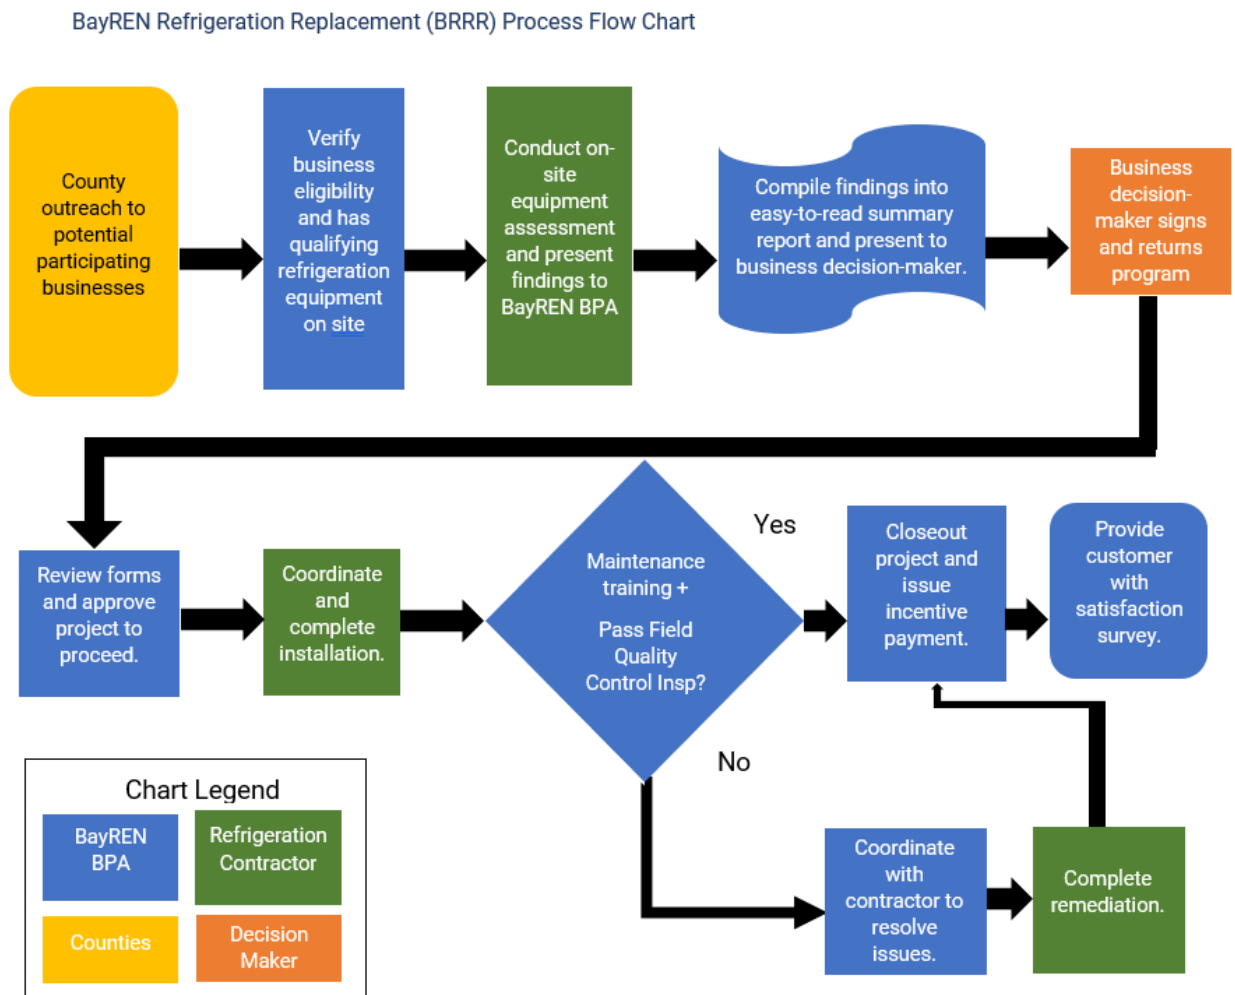 BayREN Refrigeration Replacement (BRRR) Process Flow Chart
County
outreach to
potential
participating
businesses
Verify
business
eligibility
and has
qualifying
refrigeration
equipment
on site
Conduct on-
site
equipment
assessment
and present
findings to
BayREN BPA
Compile findings into
easy-to-read summary
report and present to
business decision-maker.
Business
decision-
maker signs
and returns
program
Review forms
and approve
project to
proceed.
Coordinate
and
complete
installation.
Maintenance
training +
Pass Field
Quality
Control Insp?
Yes
Closeout
project and
issue
incentive
payment.
Provide
customer
with
satisfaction
survey.
No
Coordinate
with
contractor to
resolve
issues.
Complete
remediation.
Chart Legend
BayREN
BPA
Refrigeration
Contractor
Counties
Decision
Maker